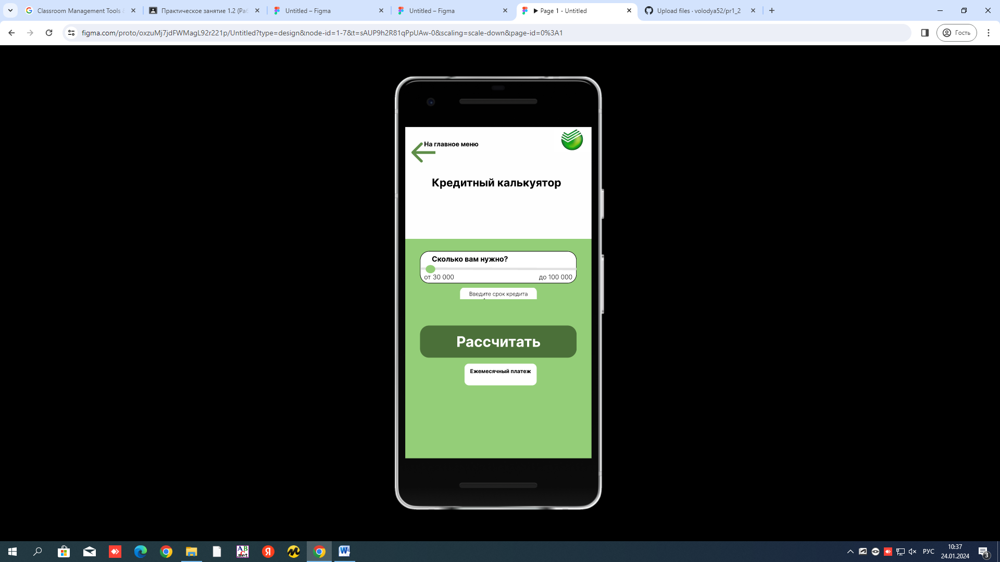 Classroom Management Tools &
Практическое занятие 1.2 (Раб
Untitled – Figma
Untitled – Figma
▶ Page 1 - Untitled
Upload files · volodya52/pr1_2
figma.com/proto/oxzuMj7jdFWMagL92r221p/Untitled?type=design&node-id=1-7&t=sAUP9h2R81qPpUAw-0&scaling=scale-down&page-id=0%3A1
Гость
На главное меню
Кредитный калькуятор
Сколько вам нужно?
от 30 000
до 100 000
Введите срок кредита
Рассчитать
Ежемесячный платеж
AB
C.net
Я
W
РУС
10:37
24.01.2024
3